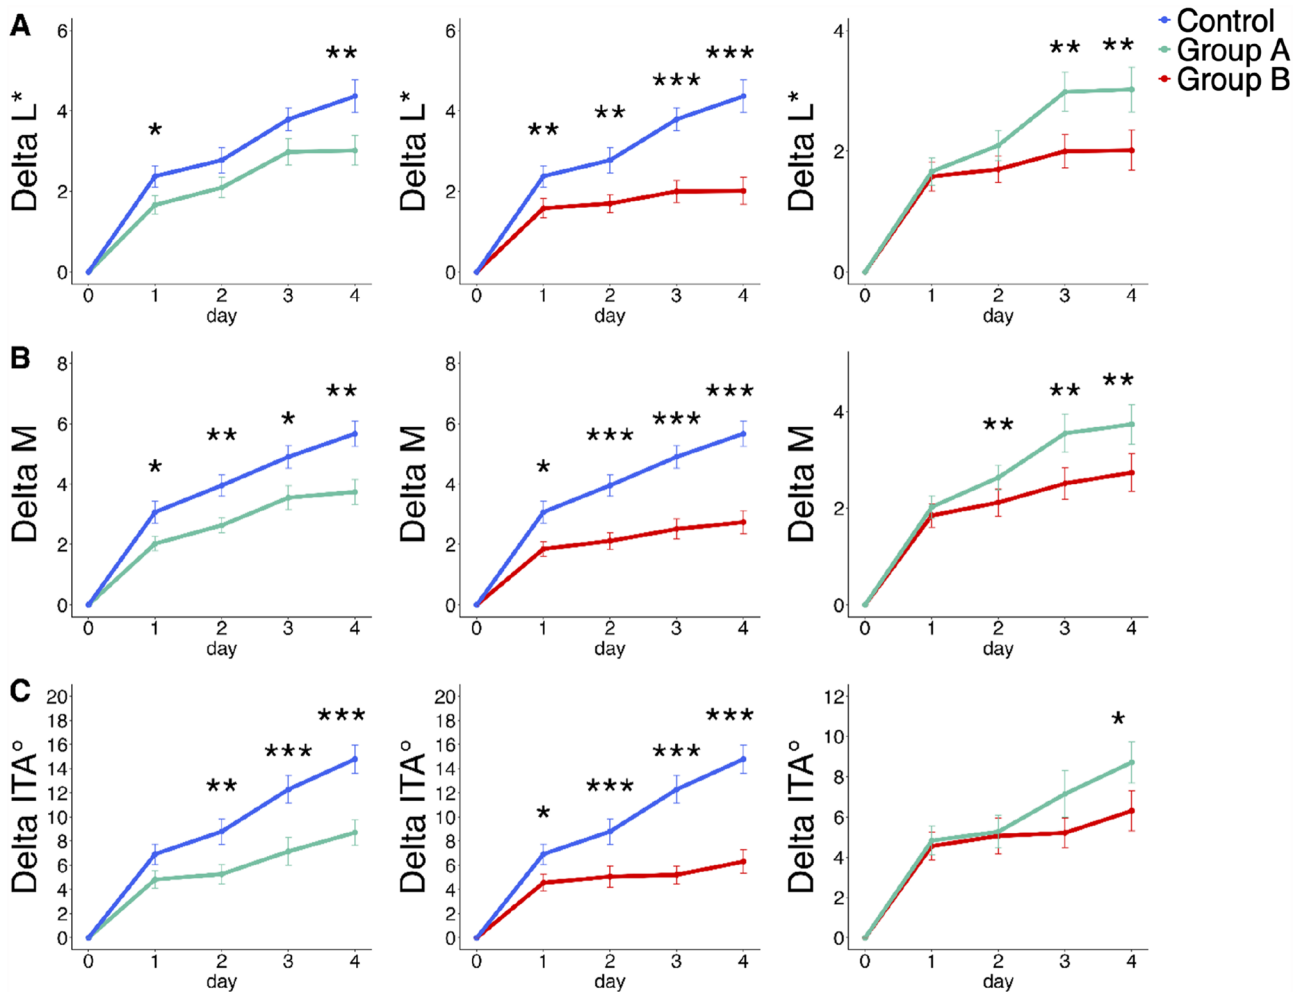 A
Delta L*
6
4
2
0
* **
0 1 2 3 4
day
Delta L*
6
4
2
0
** ** *** ***
0 1 2 3 4
day
Delta L*
4
2
0
** **
0 1 2 3 4
day
Control
Group A
Group B
B
Delta M
8
6
4
2
0
* ** * **
0 1 2 3 4
day
Delta M
8
6
4
2
0
* *** *** ***
0 1 2 3 4
day
Delta M
4
2
0
** ** **
0 1 2 3 4
day
C
Delta ITA°
20
18
16
14
12
10
8
6
4
2
0
** *** ***
0 1 2 3 4
day
Delta ITA°
20
18
16
14
12
10
8
6
4
2
0
* *** *** ***
0 1 2 3 4
day
Delta ITA°
12
10
8
6
4
2
0
*
0 1 2 3 4
day